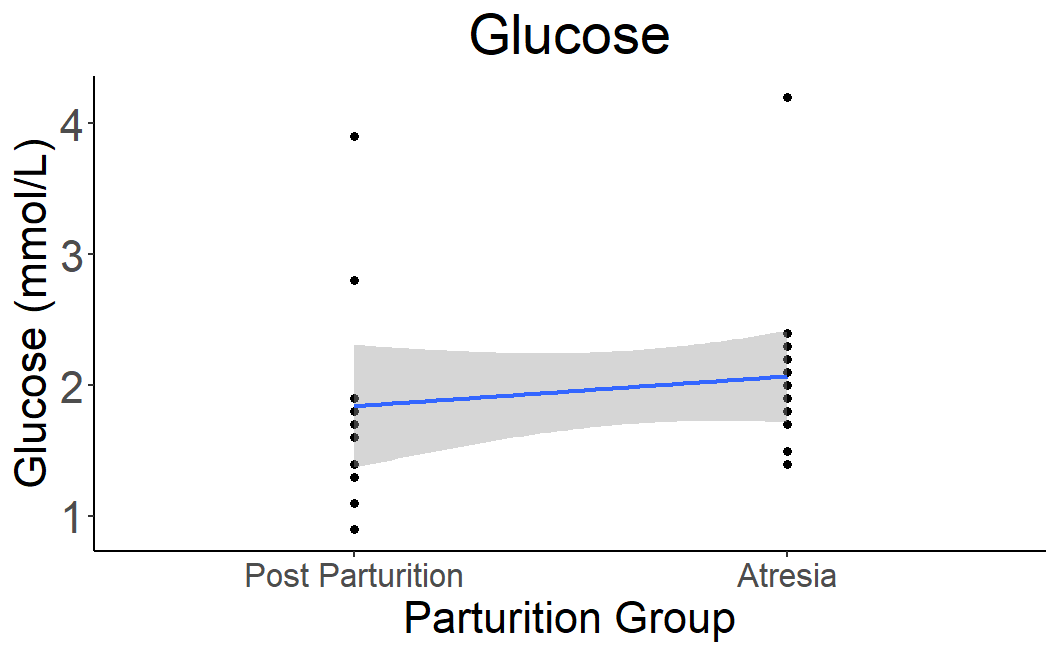 Glucose
Glucose (mmol/L)
4
3
2
1
Post Parturition
Atresia
Parturition Group